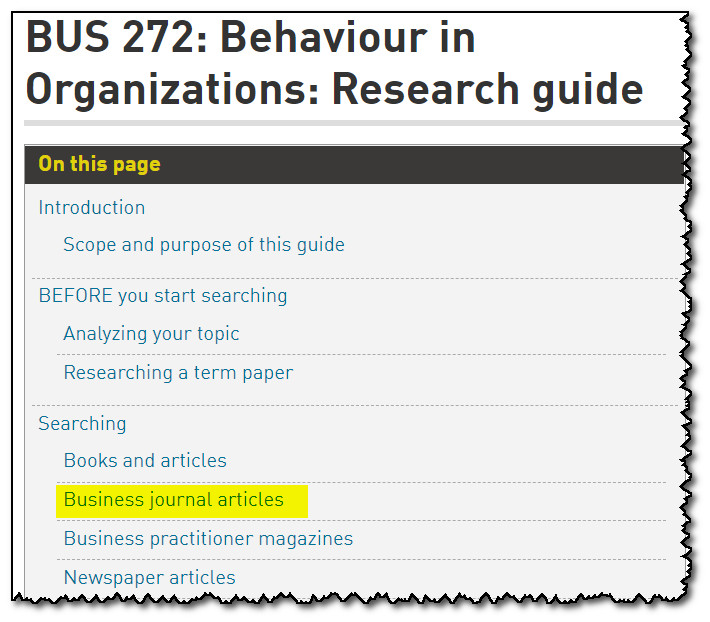 BUS 272: Behaviour in
Organizations: Research guide
On this page
Introduction
Scope and purpose of this guide
BEFORE you start searching
Analyzing your topic
Researching a term paper
Searching
Books and articles
Business journal articles
Business practitioner magazines
Newspaper articles